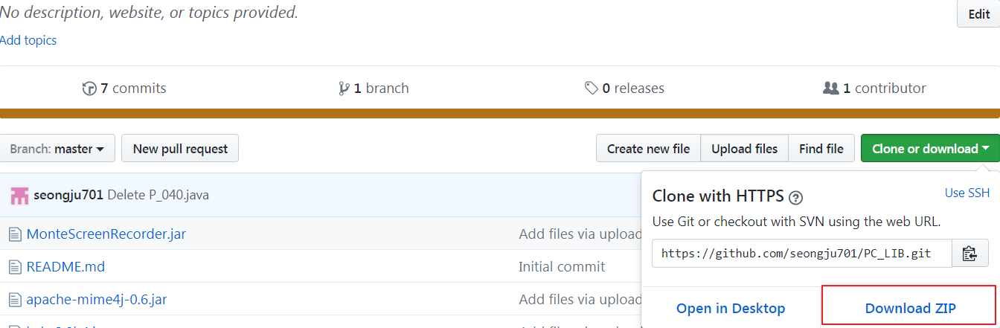 No description, website, or topics provided.
Edit
Add topics
7 commits
1 branch
0 releases
1 contributor
Branch: master
New pull request
Create new file
Upload files
Find file
Clone or download
seongju701 Delete P_040.java
Clone with HTTPS
Use SSH
Use Git or checkout with SVN using the web URL.
https://github.com/seongju701/PC_LIB.git
Open in Desktop
Download ZIP
MonteScreenRecorder.jar
Add files via upload
README.md
Initial commit
apache-mime4j-0.6.jar
Add files via upload